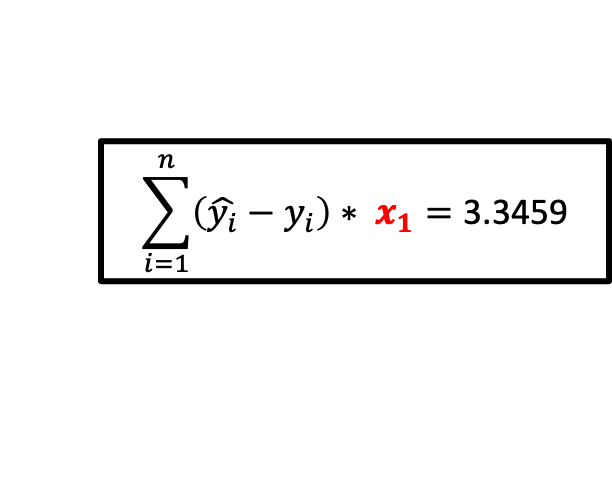 n
∑(ŷᵢ − yᵢ) * x₁ = 3.3459
i=1